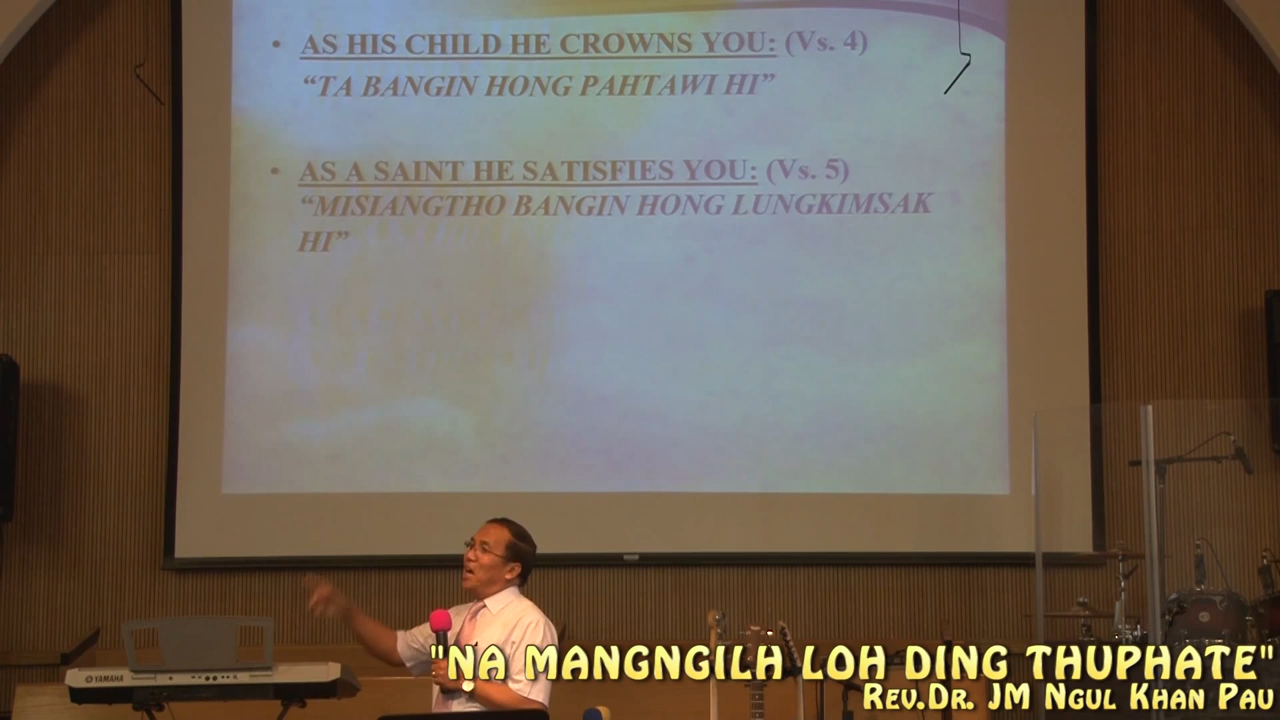 • AS HIS CHILD HE CROWNS YOU: (Vs. 4)
“TA BANGIN HONG PAHTAWI HI”
• AS A SAINT HE SATISFIES YOU: (Vs. 5)
“MISIANGTHO BANGIN HONG LUNGKIMSAK
HI”
YAMAHA
"NA MANGNGILH LOH DING THUPHATE"
REV.DR. JM NGUL KHAN PAU